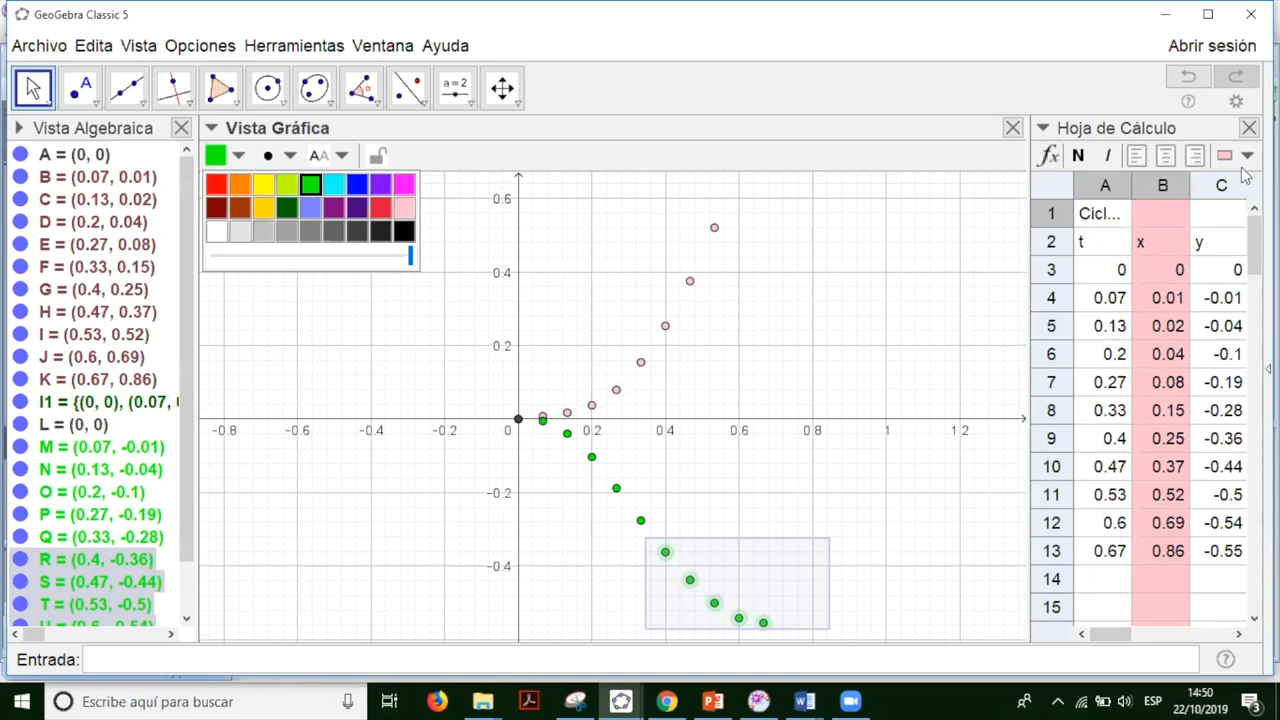 GeoGebra Classic 5
Archivo Edita Vista Opciones Herramientas Ventana Ayuda Abrir sesión
A α a = 2
Vista Algebraica Vista Gráfica Hoja de Cálculo
AA fx N I
A = (0, 0)
B = (0.07, 0.01)
C = (0.13, 0.02)
D = (0.2, 0.04)
E = (0.27, 0.08)
F = (0.33, 0.15)
G = (0.4, 0.25)
H = (0.47, 0.37)
I = (0.53, 0.52)
J = (0.6, 0.69)
K = (0.67, 0.86)
l1 = {(0, 0), (0.07,
L = (0, 0)
M = (0.07, -0.01)
N = (0.13, -0.04)
O = (0.2, -0.1)
P = (0.27, -0.19)
Q = (0.33, -0.28)
R = (0.4, -0.36)
S = (0.47, -0.44)
T = (0.53, -0.5)
0.6
0.4
0.2
-0.8 -0.6 -0.4 -0.2 0 0.2 0.4 0.6 0.8 1 1.2
-0.2
-0.4
A B C
1 Cicl...
2 t x y
3 0 0 0
4 0.07 0.01 -0.01
5 0.13 0.02 -0.04
6 0.2 0.04 -0.1
7 0.27 0.08 -0.19
8 0.33 0.15 -0.28
9 0.4 0.25 -0.36
10 0.47 0.37 -0.44
11 0.53 0.52 -0.5
12 0.6 0.69 -0.54
13 0.67 0.86 -0.55
14
15
Entrada:
Escribe aquí para buscar
ESP
14:50
22/10/2019
3